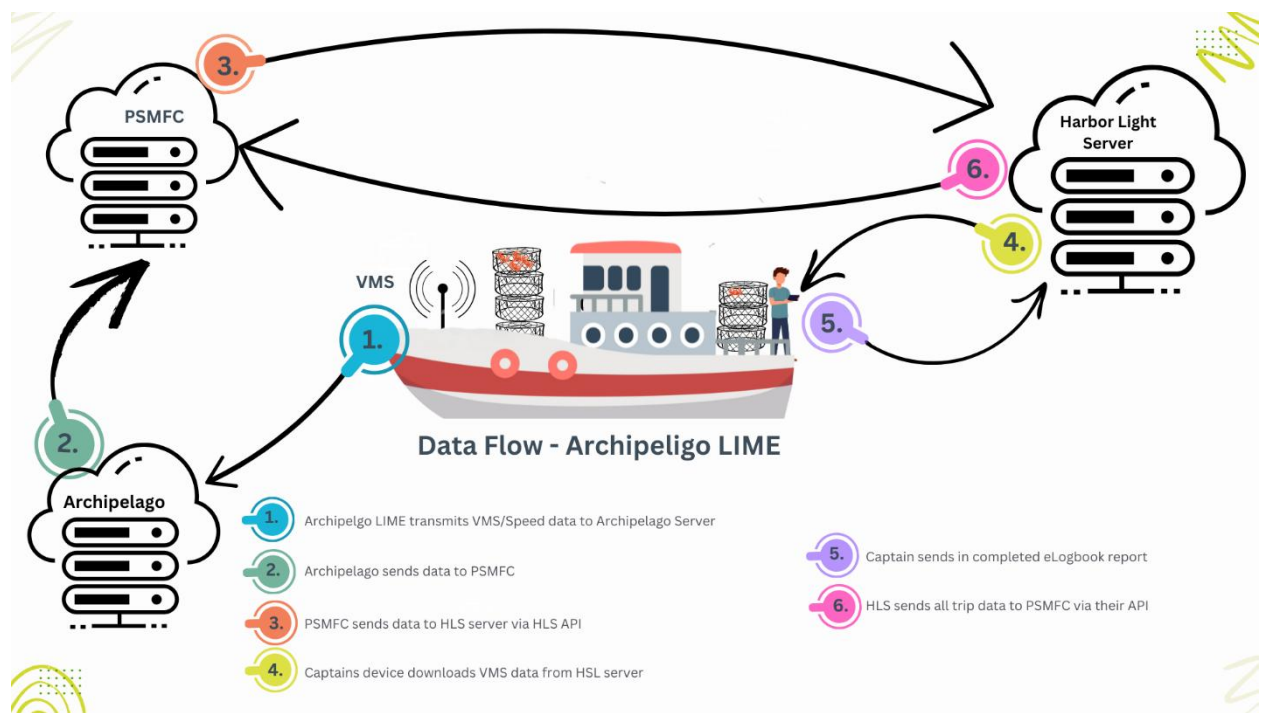 3.
PSMFC
Harbor Light
Server
6.
4.
VMS
1.
5.
2.
Data Flow - Archipeligo LIME
Archipelago
1. Archipelgo LIME transmits VMS/Speed data to Archipelago Server
2. Archipelago sends data to PSMFC
3. PSMFC sends data to HLS server via HLS API
4. Captains device downloads VMS data from HSL server
5. Captain sends in completed eLogbook report
6. HLS sends all trip data to PSMFC via their API